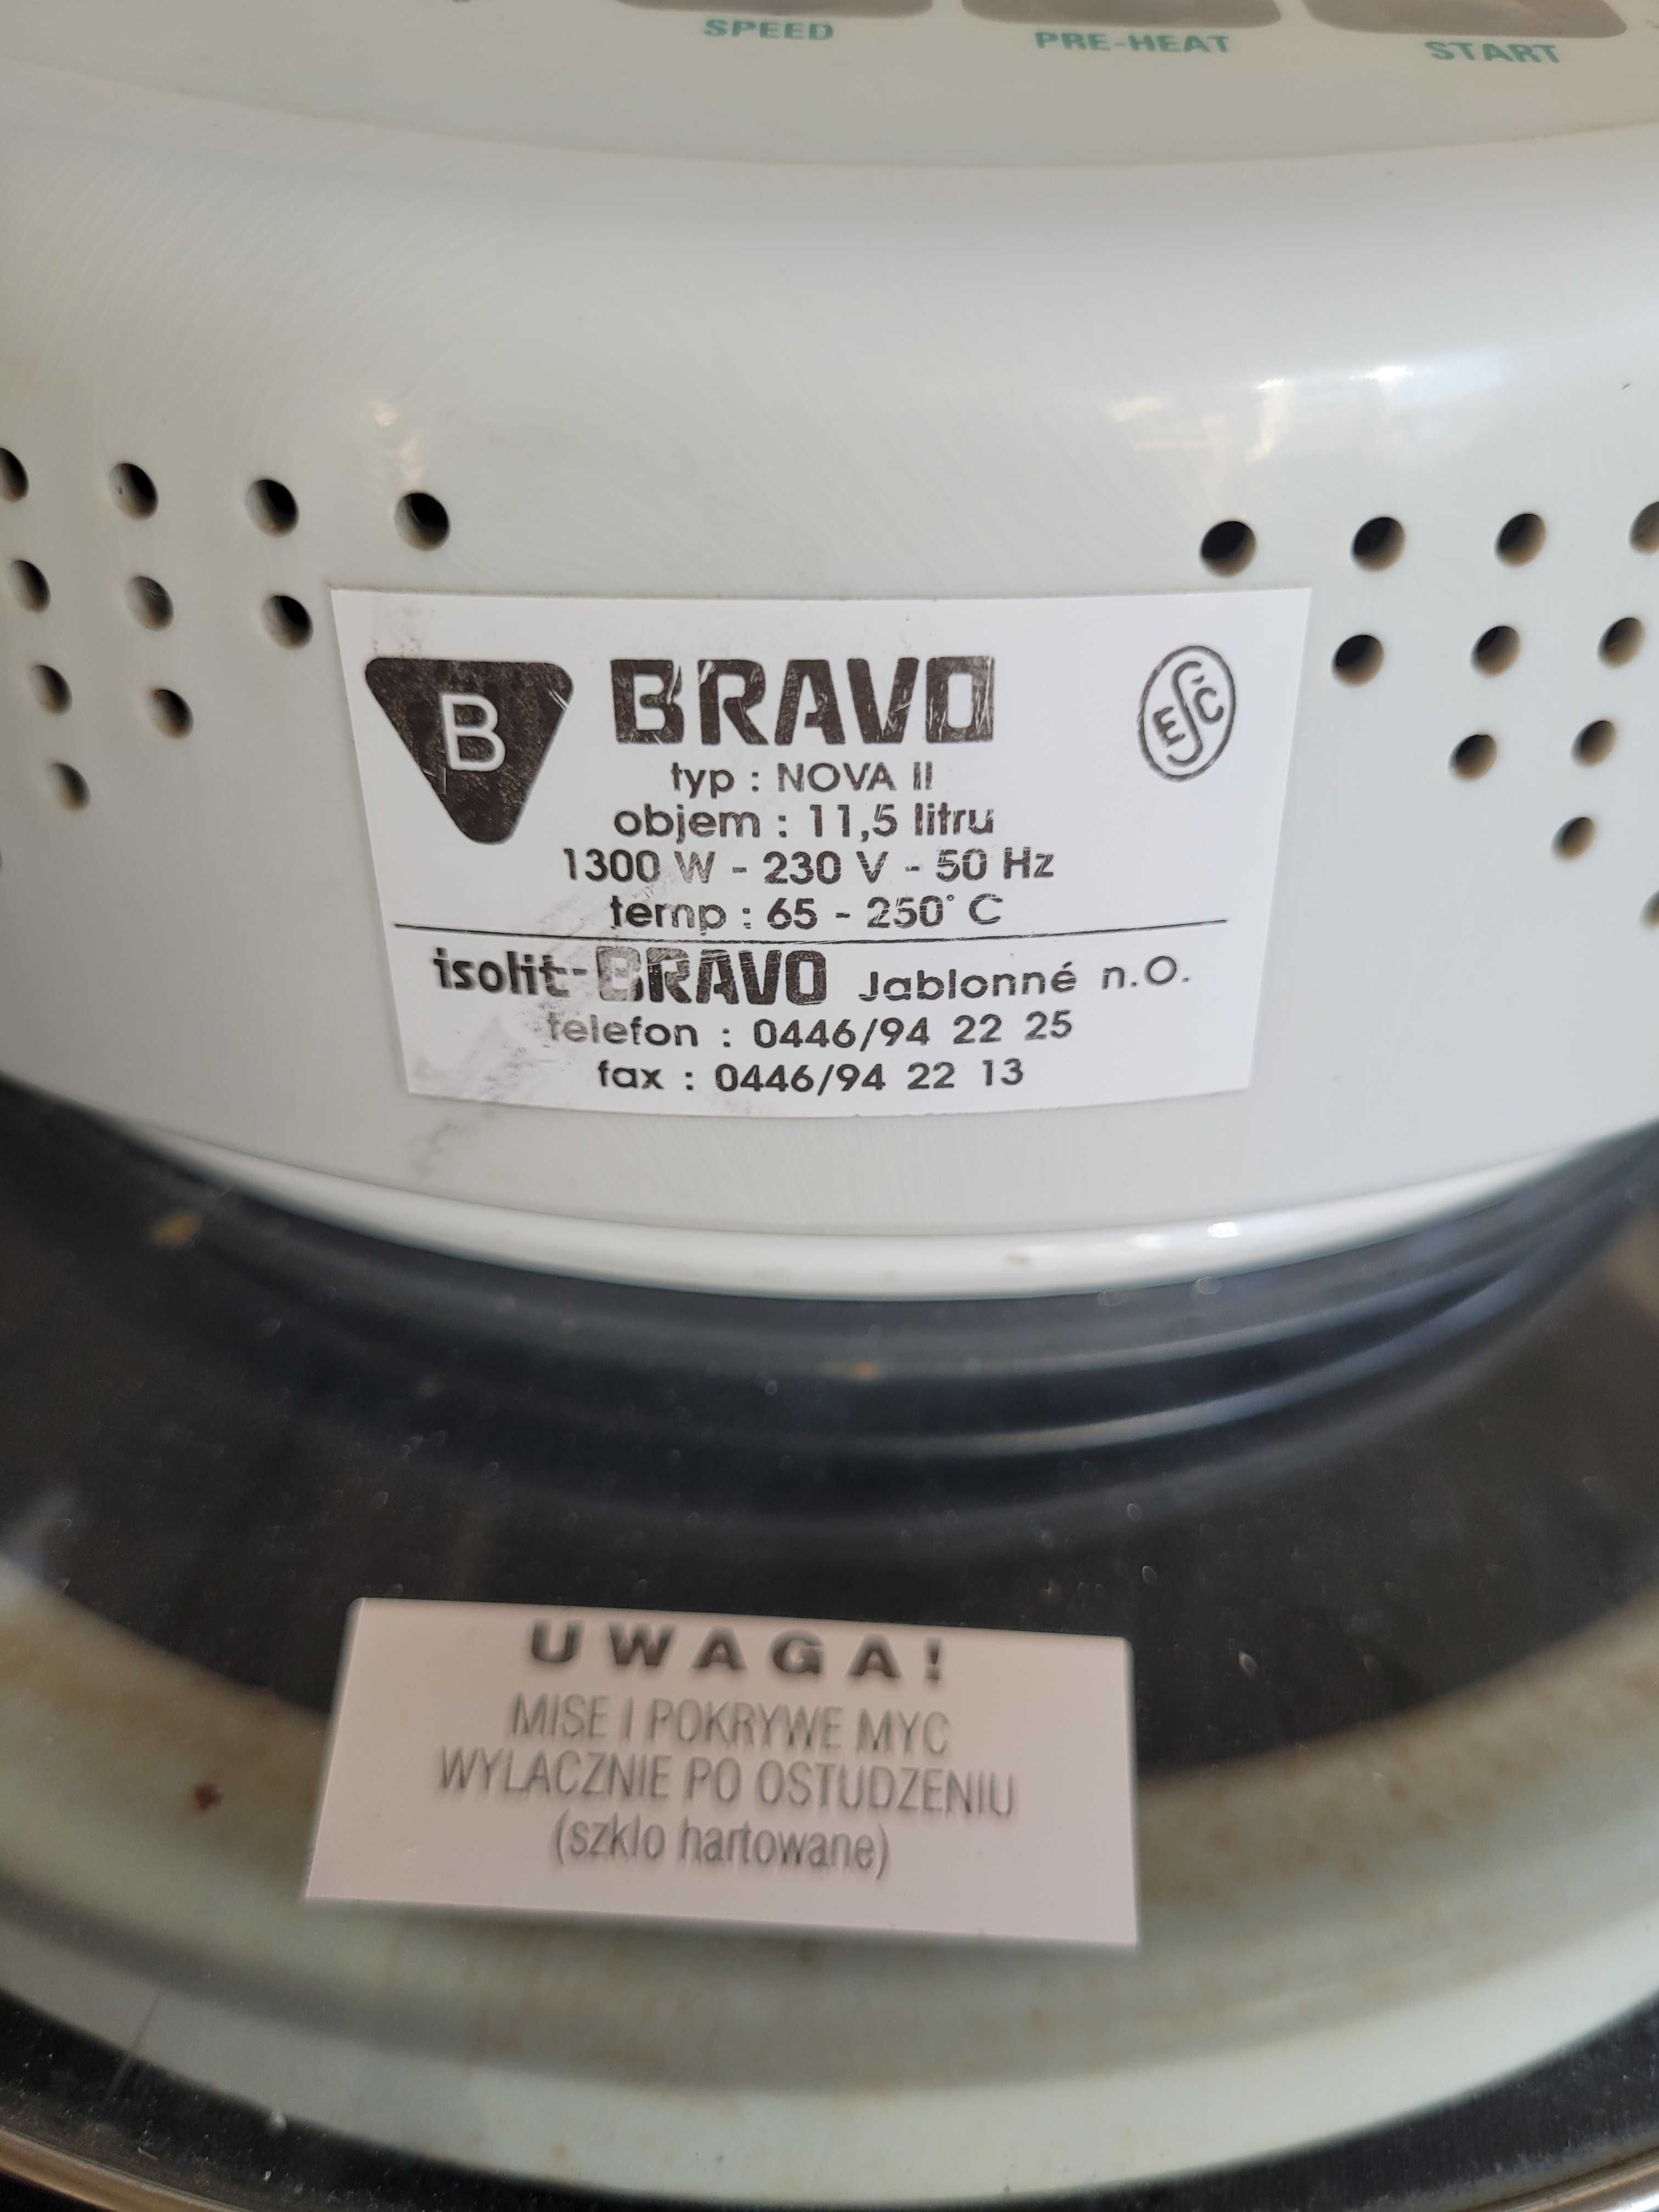 SPEED PRE-HEAT START
B BRAVO EČS
typ : NOVA II
objem : 11,5 litru
1300 W - 230 V - 50 Hz
temp : 65 - 250° C
isolit-BRAVO Jablonné n.O.
telefon : 0446/94 22 25
fax : 0446/94 22 13
UWAGA!
MISE I POKRYWE MYC
WYLACZNIE PO OSTUDZENIU
(szklo hartowane)